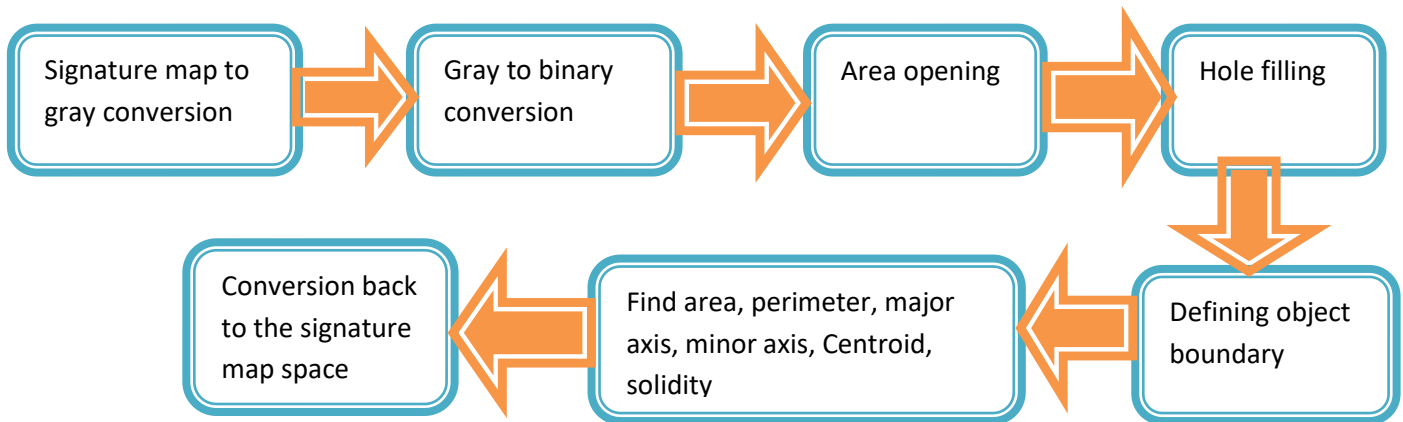 Signature map to
gray conversion
Gray to binary
conversion
Area opening
Hole filling
Defining object
boundary
Find area, perimeter, major
axis, minor axis, Centroid,
solidity
Conversion back
to the signature
map space